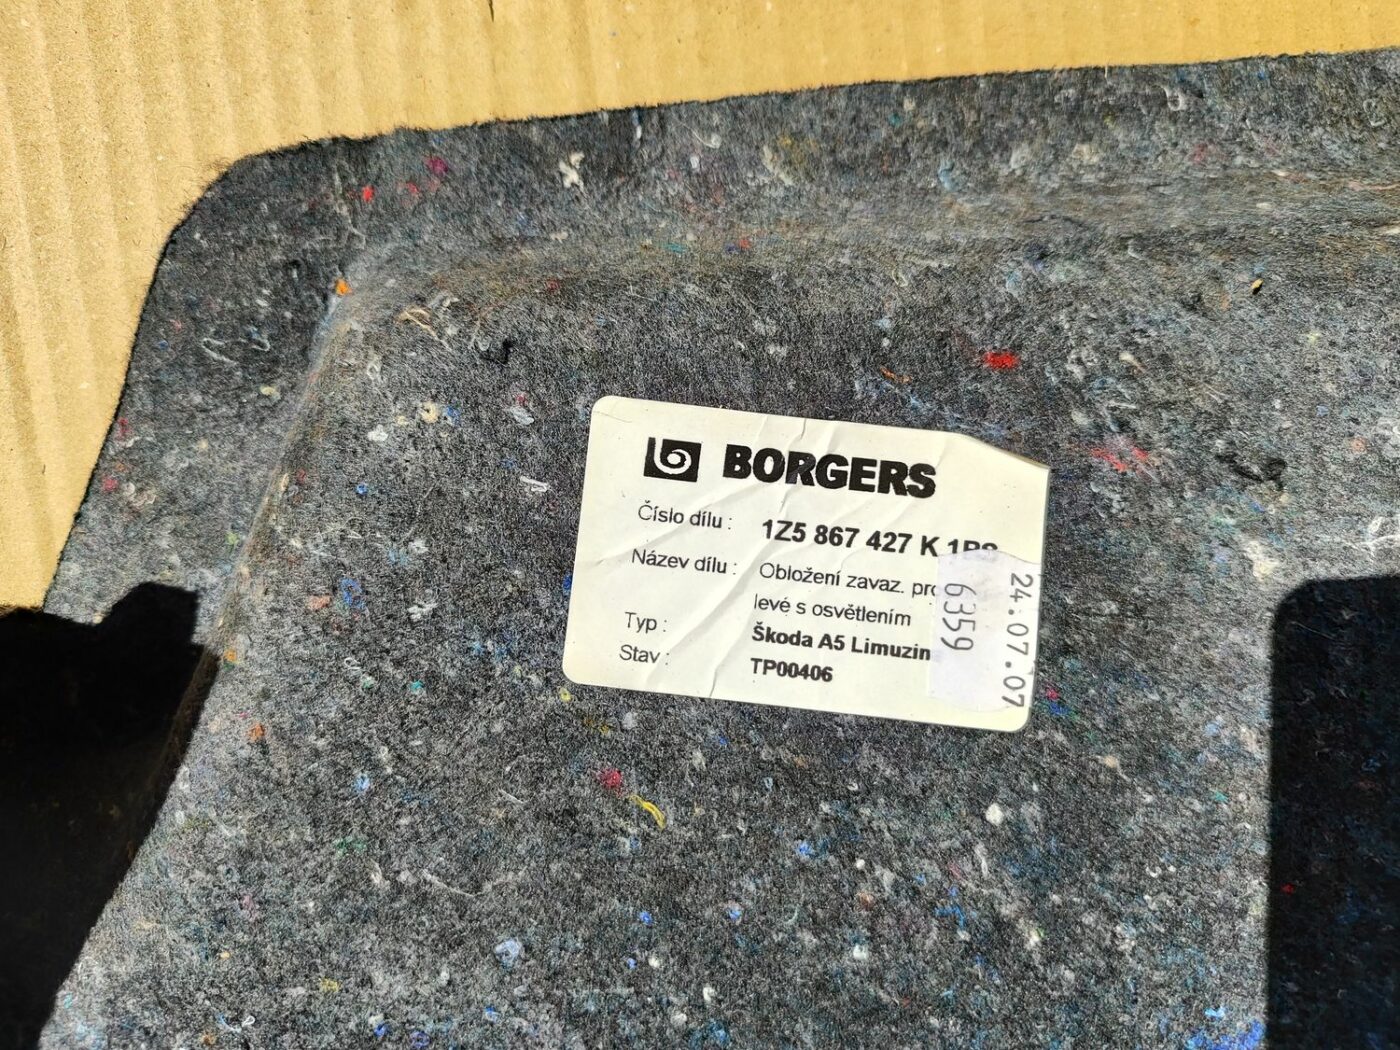 BORGERS
Číslo dílu : 1Z5 867 427 K
Název dílu : Obložení zavaz.
levé s osvětlením
Typ : Škoda A5 Limuzin
Stav : TP00406
24.07.07
6359